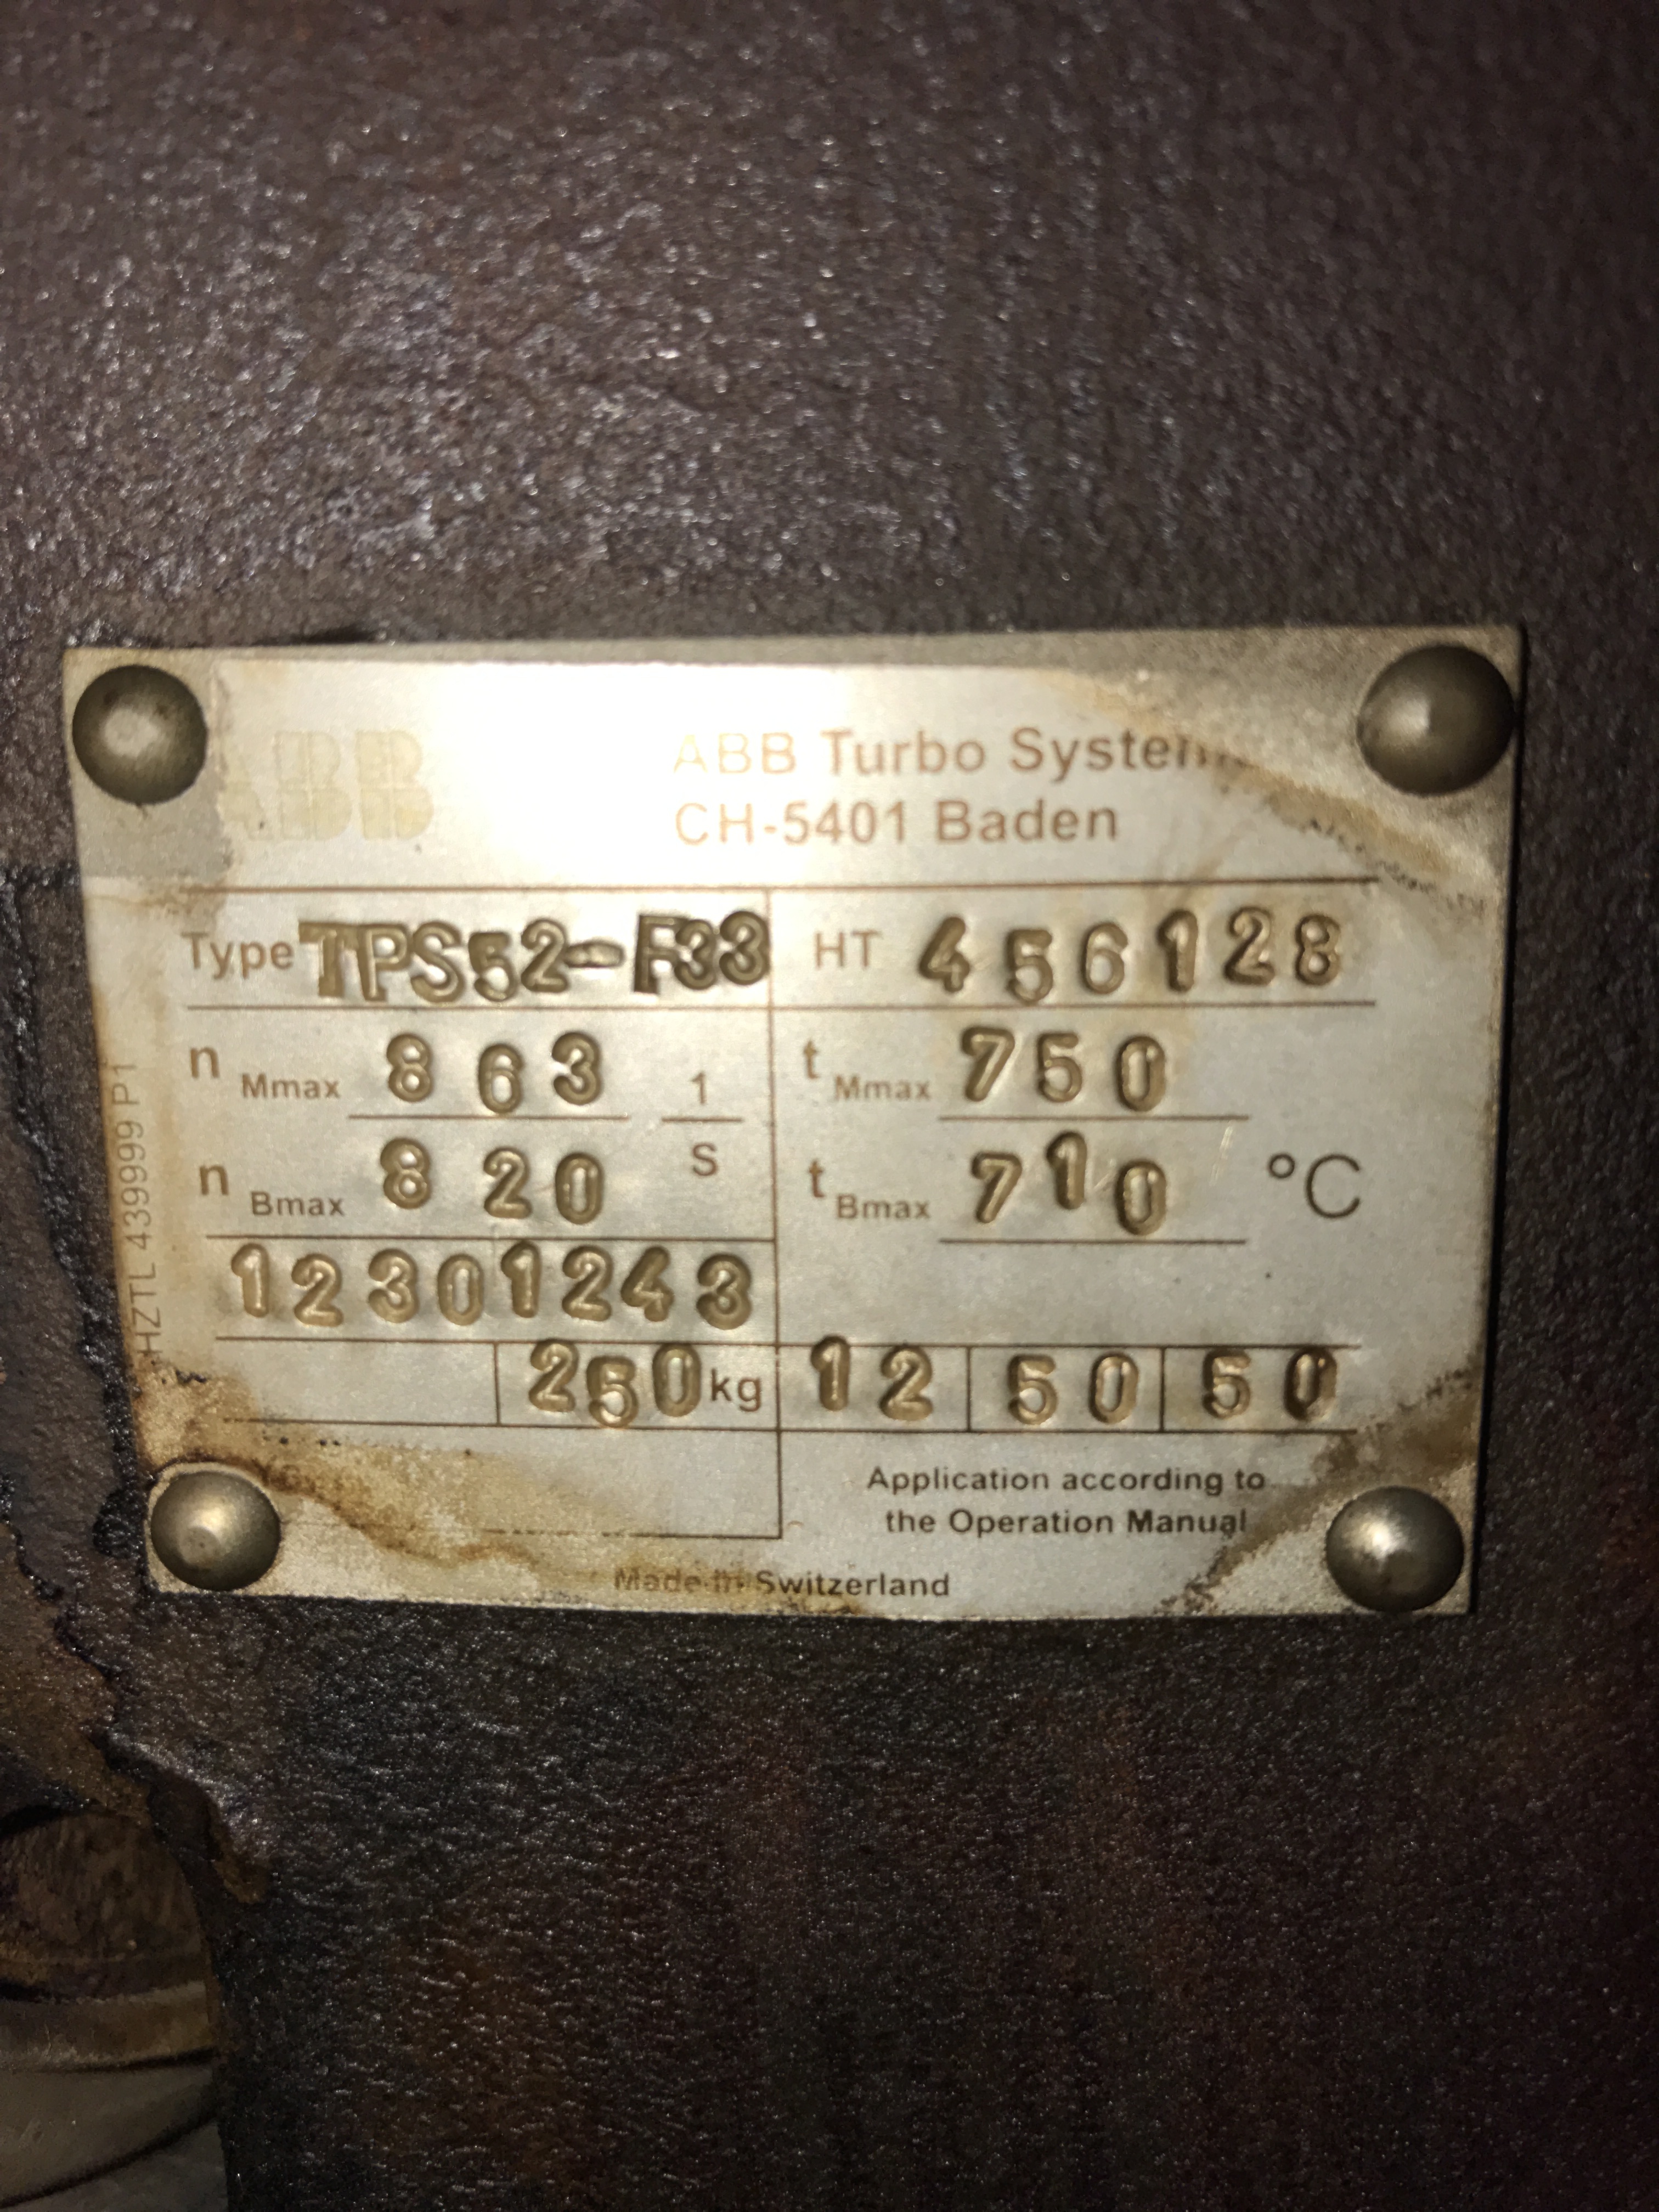 ABB
ABB Turbo Systems
CH-5401 Baden
Type TPS52-F33 HT 456128
n Mmax 863 1/S t Mmax 750
n Bmax 820 t Bmax 710 °C
12301243
250 kg 12 50 50
Application according to
the Operation Manual
Made in Switzerland
HZTL 439999 P1